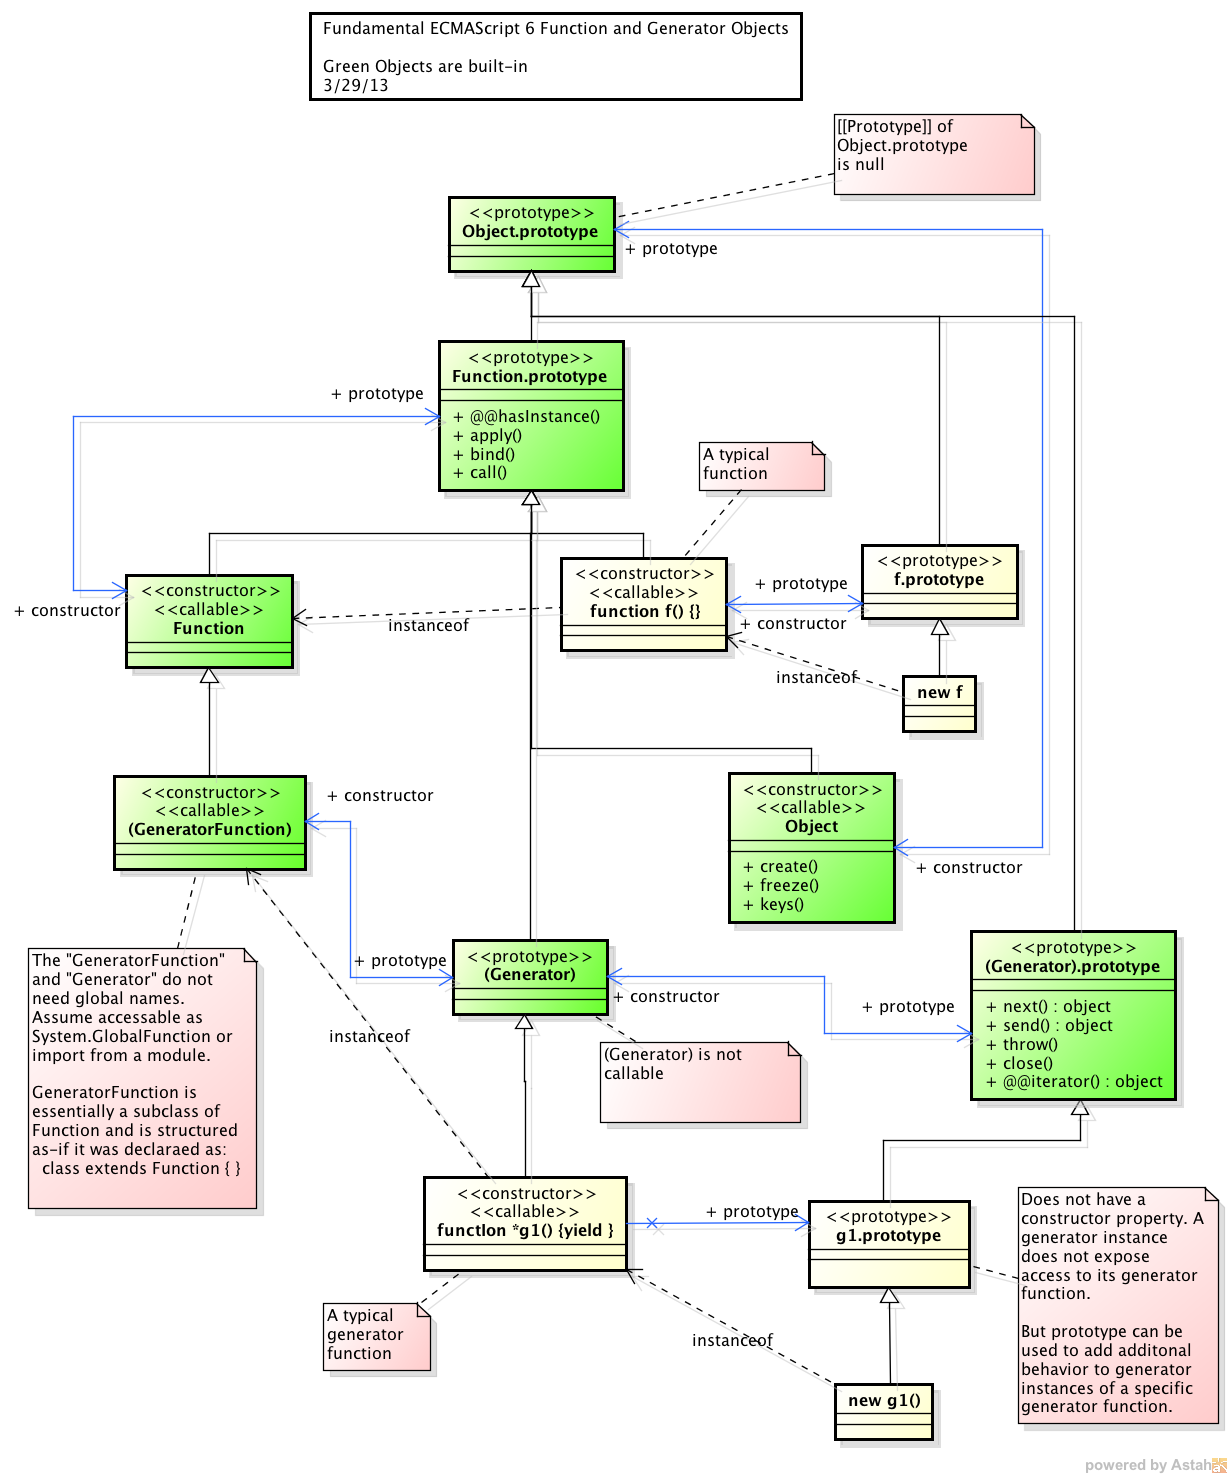 Fundamental ECMAScript 6 Function and Generator Objects
Green Objects are built-in
3/29/13
[[Prototype]] of
Object.prototype
is null
<<prototype>>
Object.prototype
+ prototype
<<prototype>>
Function.prototype
+ @@hasInstance()
+ apply()
+ bind()
+ call()
+ prototype
A typical
function
<<constructor>>
<<callable>>
Function
+ constructor
<<constructor>>
<<callable>>
function f() {}
instanceof
+ prototype
+ constructor
<<prototype>>
f.prototype
instanceof
new f
<<constructor>>
<<callable>>
(GeneratorFunction)
+ constructor
<<constructor>>
<<callable>>
Object
+ create()
+ freeze()
+ keys()
+ constructor
The "GeneratorFunction"
and "Generator" do not
need global names.
Assume accessable as
System.GlobalFunction or
import from a module.
GeneratorFunction is
essentially a subclass of
Function and is structured
as-if it was declaraed as:
class extends Function { }
+ prototype
<<prototype>>
(Generator)
+ constructor
instanceof
(Generator) is not
callable
+ prototype
<<prototype>>
(Generator).prototype
+ next() : object
+ send() : object
+ throw()
+ close()
+ @@iterator() : object
<<constructor>>
<<callable>>
function *g1() {yield }
+ prototype
<<prototype>>
g1.prototype
Does not have a
constructor property. A
generator instance
does not expose
access to its generator
function.
But prototype can be
used to add additonal
behavior to generator
instances of a specific
generator function.
A typical
generator
function
instanceof
new g1()
powered by Astah